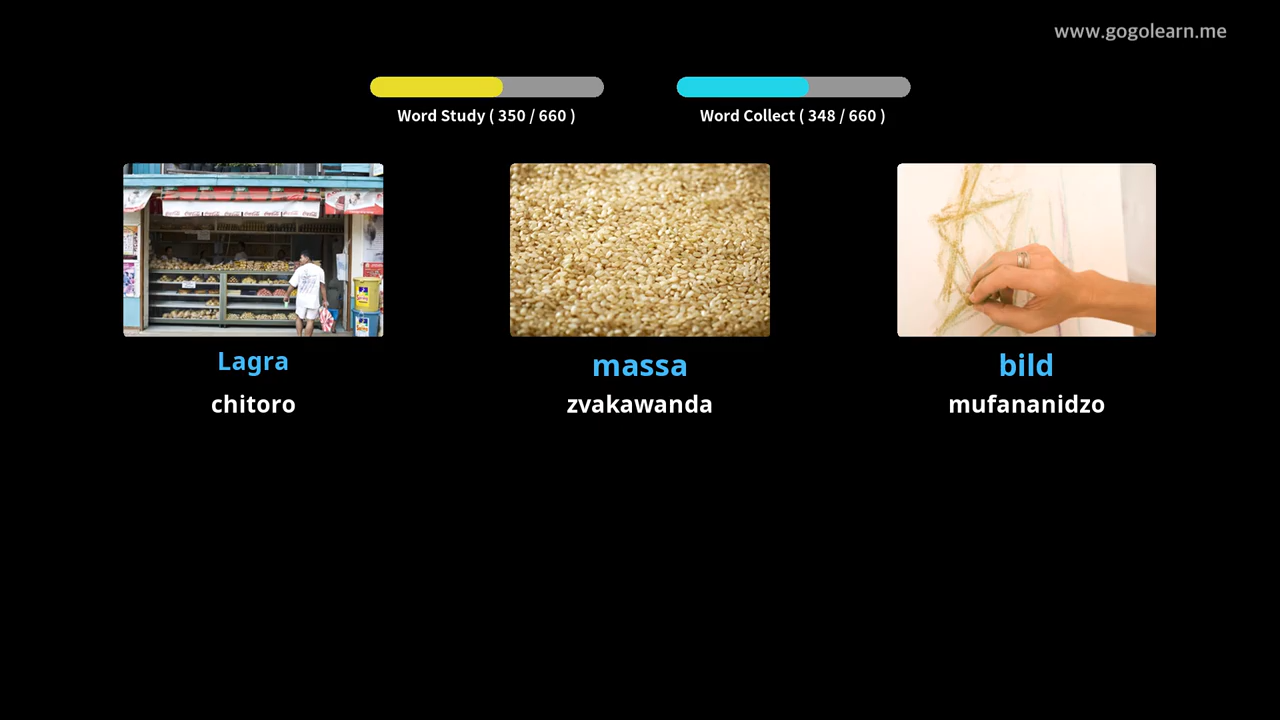 www.gogolearn.me
Word Study ( 350 / 660 )
Word Collect ( 348 / 660 )
Lagra
massa
bild
chitoro
zvakawanda
mufananidzo